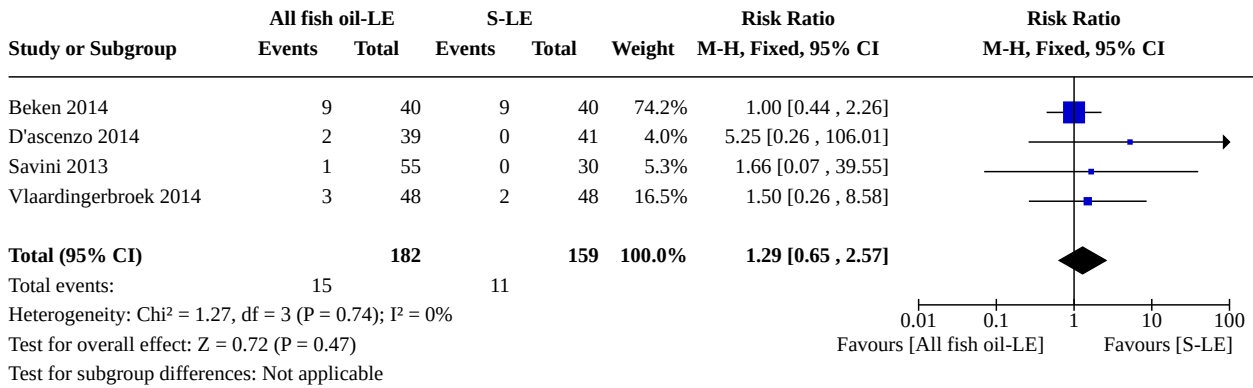 All fish oil-LE S-LE Risk Ratio Risk Ratio
Study or Subgroup Events Total Events Total Weight M-H, Fixed, 95% CI M-H, Fixed, 95% CI
Beken 2014 9 40 9 40 74.2% 1.00 [0.44 , 2.26]
D'ascenzo 2014 2 39 0 41 4.0% 5.25 [0.26 , 106.01]
Savini 2013 1 55 0 30 5.3% 1.66 [0.07 , 39.55]
Vlaardingerbroek 2014 3 48 2 48 16.5% 1.50 [0.26 , 8.58]
Total (95% CI) 182 159 100.0% 1.29 [0.65 , 2.57]
Total events: 15 11
Heterogeneity: Chi² = 1.27, df = 3 (P = 0.74); I² = 0%
0.01 0.1 1 10 100
Test for overall effect: Z = 0.72 (P = 0.47)
Favours [All fish oil-LE] Favours [S-LE]
Test for subgroup differences: Not applicable